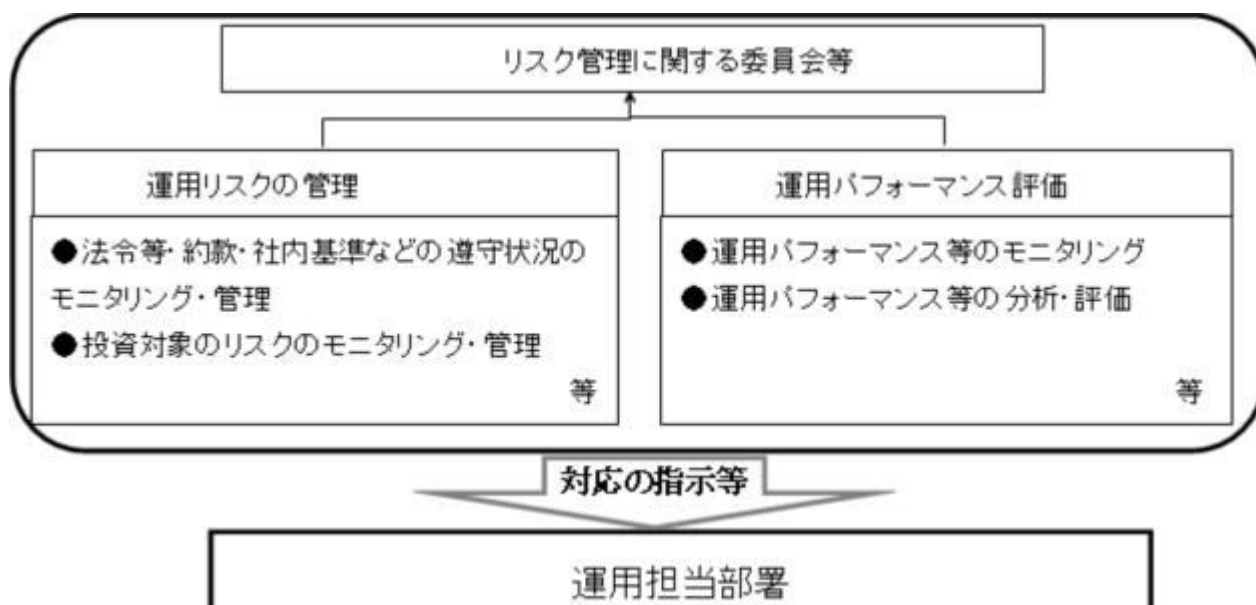 リスク管理に関する委員会等
運用リスクの管理
●法令等・約款・社内基準などの遵守状況の
モニタリング・管理
●投資対象のリスクのモニタリング・管理
等
運用パフォーマンス評価
●運用パフォーマンス等のモニタリング
●運用パフォーマンス等の分析・評価
等
対応の指示等
運用担当部署